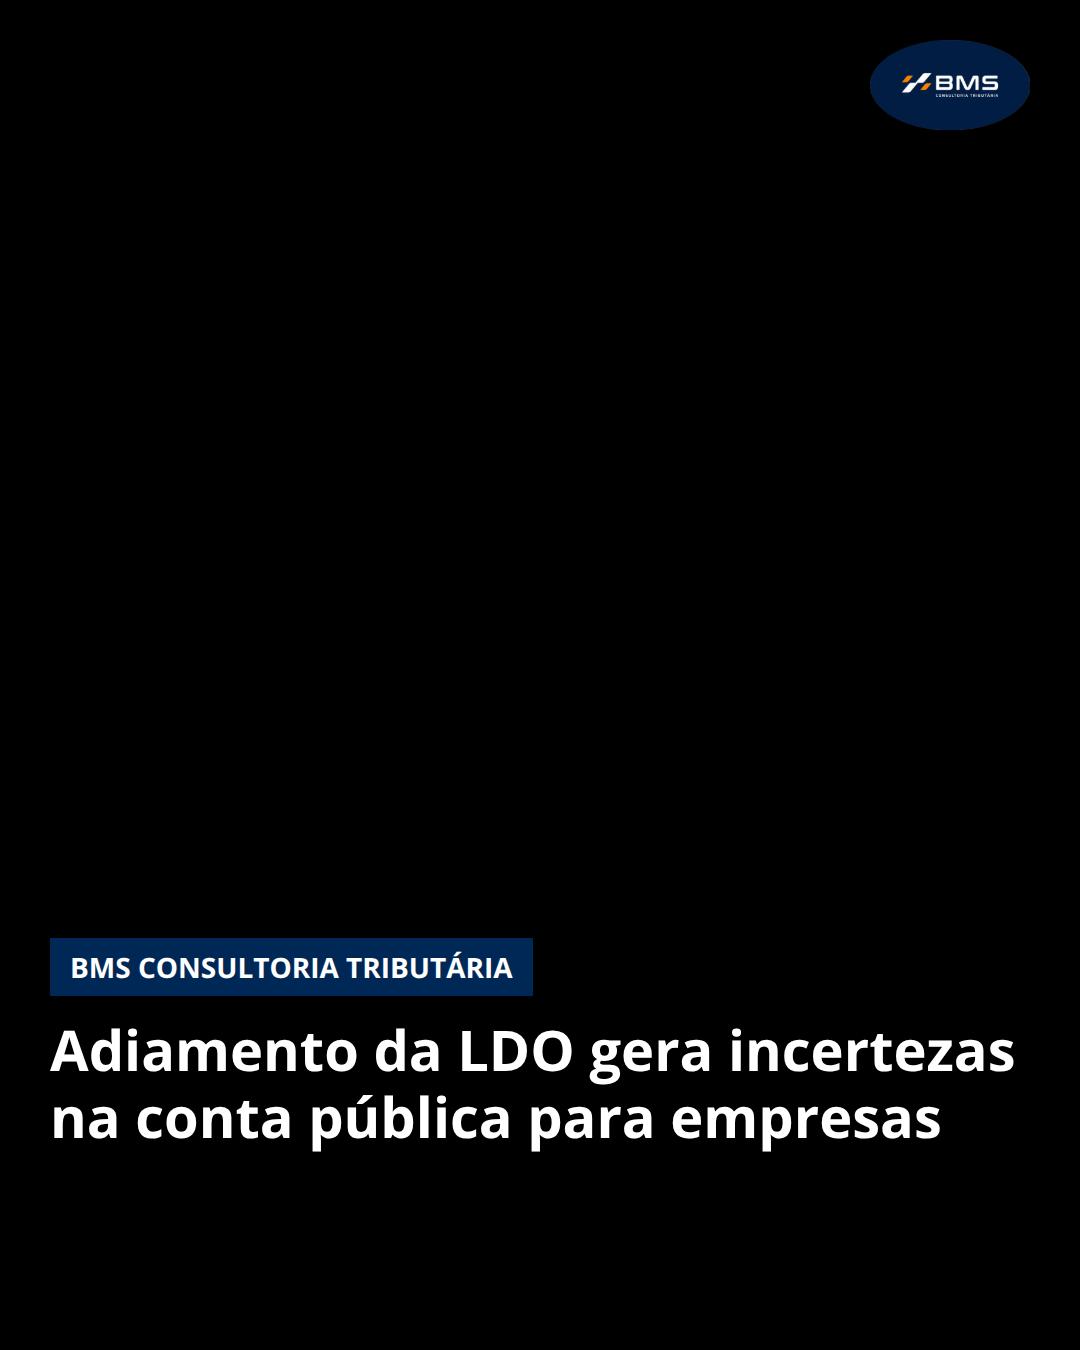 BMS
CONSULTORIA TRIBUTÁRIA
BMS CONSULTORIA TRIBUTÁRIA
Adiamento da LDO gera incertezas
na conta pública para empresas